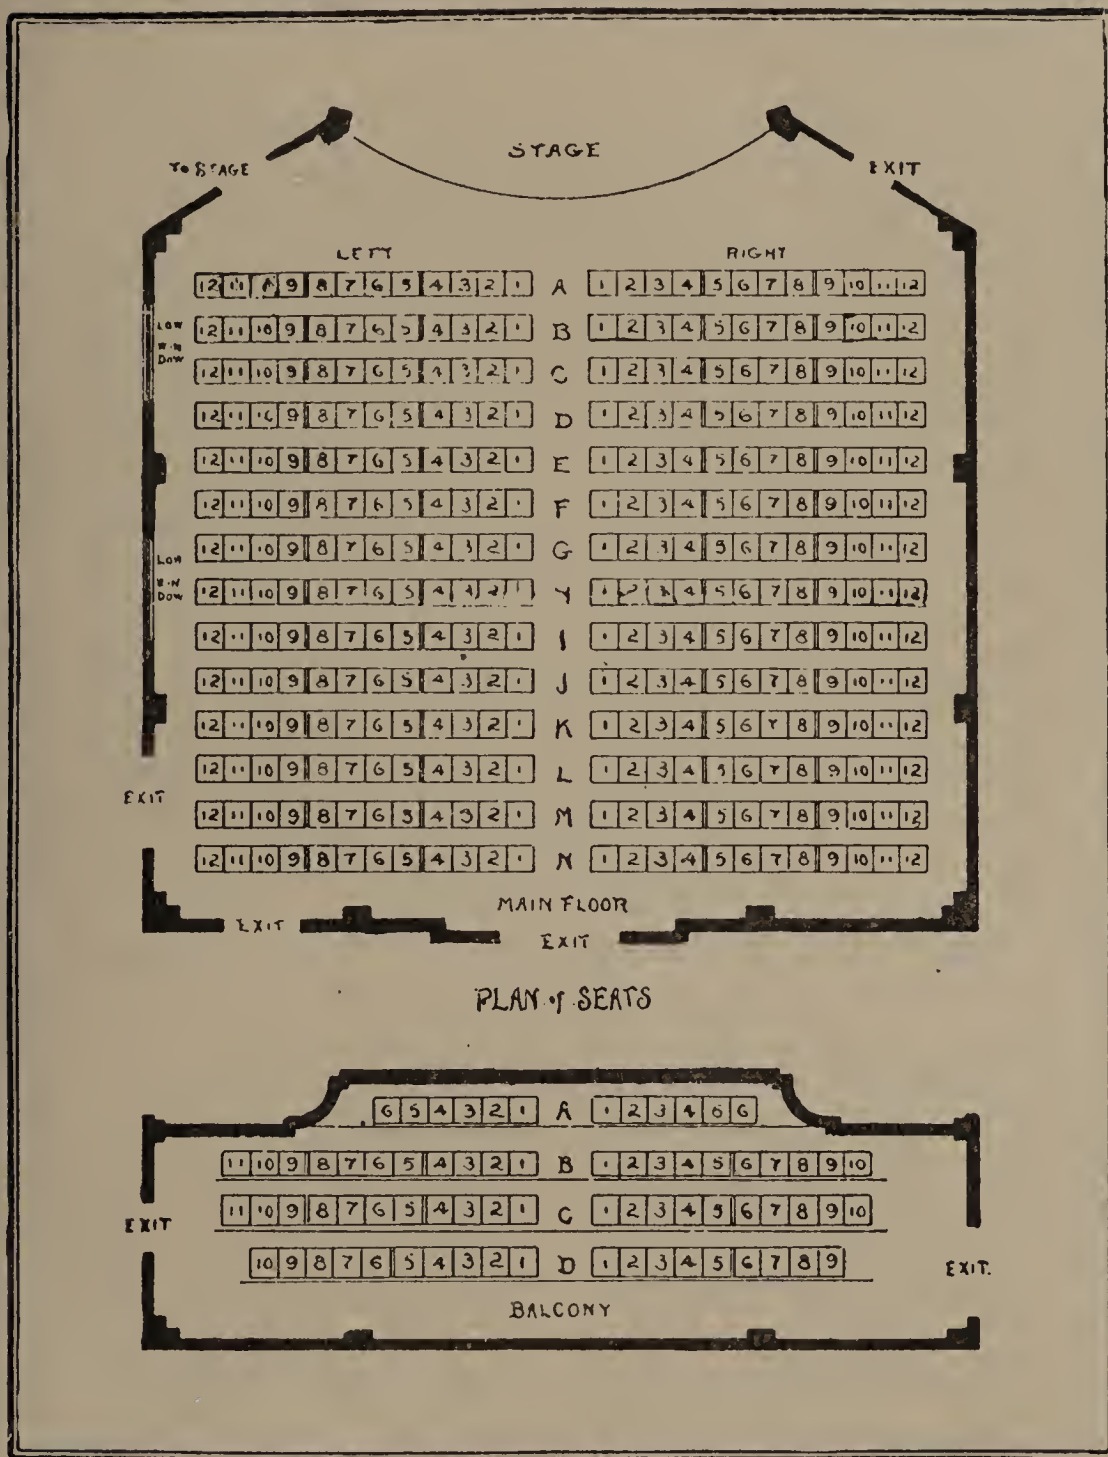 STAGE
TO STAGE
EXIT
LEFT
RIGHT
12 11 10 9 8 7 6 5 4 3 2 1 A 1 2 3 4 5 6 7 8 9 10 11 12
12 11 10 9 8 7 6 5 4 3 2 1 B 1 2 3 4 5 6 7 8 9 10 11 12
LOW
WIN
DOW
12 11 10 9 8 7 6 5 4 3 2 1 C 1 2 3 4 5 6 7 8 9 10 11 12
12 11 10 9 8 7 6 5 4 3 2 1 D 1 2 3 4 5 6 7 8 9 10 11 12
12 11 10 9 8 7 6 5 4 3 2 1 E 1 2 3 4 5 6 7 8 9 10 11 12
12 11 10 9 8 7 6 5 4 3 2 1 F 1 2 3 4 5 6 7 8 9 10 11 12
12 11 10 9 8 7 6 5 4 3 2 1 G 1 2 3 4 5 6 7 8 9 10 11 12
LOW
WIN
DOW
12 11 10 9 8 7 6 5 4 3 2 1 Y 1 2 3 4 5 6 7 8 9 10 11 12
12 11 10 9 8 7 6 5 4 3 2 1 I 1 2 3 4 5 6 7 8 9 10 11 12
12 11 10 9 8 7 6 5 4 3 2 1 J 1 2 3 4 5 6 7 8 9 10 11 12
12 11 10 9 8 7 6 5 4 3 2 1 K 1 2 3 4 5 6 7 8 9 10 11 12
12 11 10 9 8 7 6 5 4 3 2 1 L 1 2 3 4 5 6 7 8 9 10 11 12
EXIT
12 11 10 9 8 7 6 5 4 3 2 1 M 1 2 3 4 5 6 7 8 9 10 11 12
12 11 10 9 8 7 6 5 4 3 2 1 N 1 2 3 4 5 6 7 8 9 10 11 12
MAIN FLOOR
EXIT
EXIT
PLAN of SEATS
6 5 4 3 2 1 A 1 2 3 4 5 6
11 10 9 8 7 6 5 4 3 2 1 B 1 2 3 4 5 6 7 8 9 10
11 10 9 8 7 6 5 4 3 2 1 C 1 2 3 4 5 6 7 8 9 10
EXIT
10 9 8 7 6 5 4 3 2 1 D 1 2 3 4 5 6 7 8 9
EXIT.
BALCONY